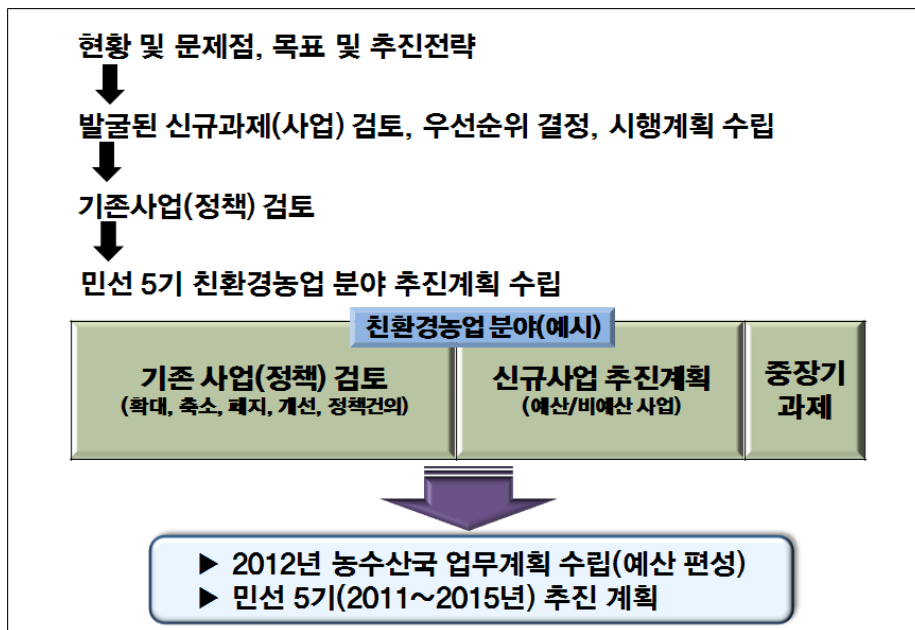 현황 및 문제점, 목표 및 추진전략
발굴된 신규과제(사업) 검토, 우선순위 결정, 시행계획 수립
기존사업(정책) 검토
민선 5기 친환경농업 분야 추진계획 수립
친환경농업 분야(예시)
기존 사업(정책) 검토
(확대, 축소, 폐지, 개선, 정책건의)
신규사업 추진계획
(예산/비예산 사업)
중장기
과제
▶ 2012년 농수산국 업무계획 수립(예산 편성)
▶ 민선 5기(2011~2015년) 추진 계획